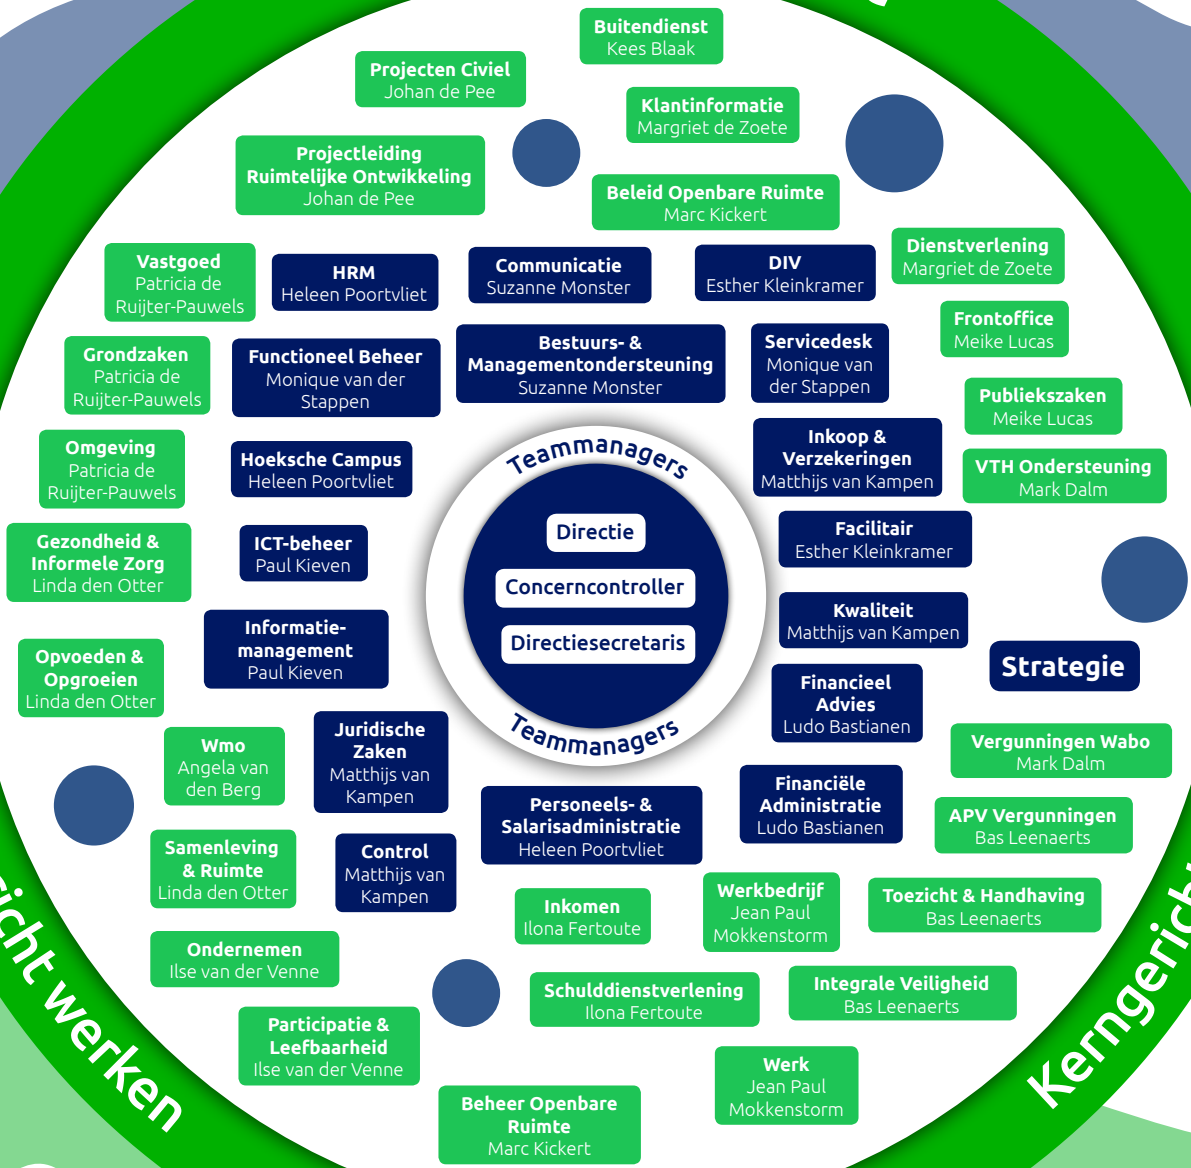 Buitendienst
Kees Blaak
Projecten Civiel
Johan de Pee
Klantinformatie
Margriet de Zoete
Projectleiding
Ruimtelijke Ontwikkeling
Johan de Pee
Beleid Openbare Ruimte
Marc Kickert
Dienstverlening
Margriet de Zoete
Vastgoed
Patricia de
Ruijter-Pauwels
HRM
Heleen Poortvliet
Communicatie
Suzanne Monster
DIV
Esther Kleinkramer
Frontoffice
Meike Lucas
Grondzaken
Patricia de
Ruijter-Pauwels
Functioneel Beheer
Monique van der
Stappen
Bestuurs- &
Managementondersteuning
Suzanne Monster
Servicedesk
Monique van
der Stappen
Publiekszaken
Meike Lucas
Omgeving
Patricia de
Ruijter-Pauwels
Hoeksche Campus
Heleen Poortvliet
Teammanagers
Inkoop &
Verzekeringen
Matthijs van Kampen
VTH Ondersteuning
Mark Dalm
Gezondheid &
Informele Zorg
Linda den Otter
ICT-beheer
Paul Kieven
Directie
Concerncontroller
Directiesecretaris
Facilitair
Esther Kleinkramer
Kwaliteit
Matthijs van Kampen
Informatie-
management
Paul Kieven
Strategie
Opvoeden &
Opgroeien
Linda den Otter
Financieel
Advies
Ludo Bastianen
Teammanagers
Wmo
Angela van
den Berg
Juridische
Zaken
Matthijs van
Kampen
Vergunningen Wabo
Mark Dalm
Personeels- &
Salarisadministratie
Heleen Poortvliet
Financiële
Administratie
Ludo Bastianen
APV Vergunningen
Bas Leenaerts
Samenleving
& Ruimte
Linda den Otter
Control
Matthijs van
Kampen
Inkomen
Ilona Fertoute
Werkbedrijf
Jean Paul
Mokkenstorm
Toezicht & Handhaving
Bas Leenaerts
Ondernemen
Ilse van der Venne
Schulddienstverlening
Ilona Fertoute
Integrale Veiligheid
Bas Leenaerts
Participatie &
Leefbaarheid
Ilse van der Venne
Werk
Jean Paul
Mokkenstorm
Beheer Openbare
Ruimte
Marc Kickert
werken